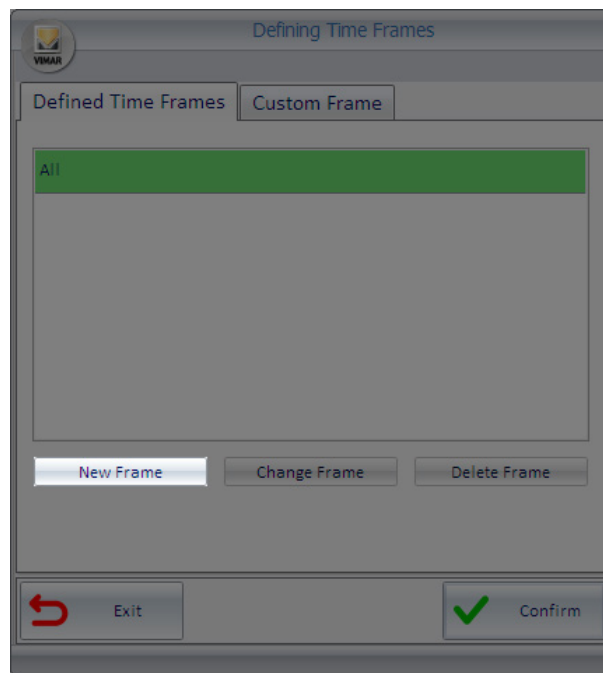 Defining Time Frames
VIMAR
Defined Time Frames Custom Frame
All
New Frame Change Frame Delete Frame
Exit Confirm